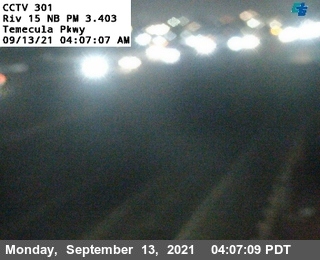 CCTV 301
Riv 15 NB PM 3.403
Temecula Pkwy
09/13/21 04:07:07 AM
Monday, September 13, 2021 04:07:09 PDT